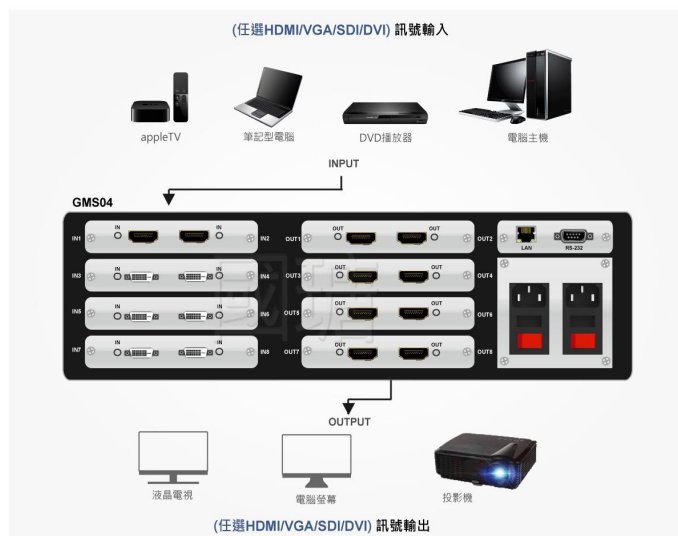 (任選HDMI/VGA/SDI/DVI) 訊號輸入
appleTV
筆記型電腦
DVD播放器
電腦主機
INPUT
GMS04
IN1 IN IN IN2 OUT1 OUT OUT OUT2 LAN RS-232
IN3 IN IN IN4 OUT3 OUT OUT OUT4
IN5 IN IN IN6 OUT5 OUT OUT OUT6
IN7 IN IN IN8 OUT7 OUT OUT OUT8
國瑭
OUTPUT
液晶電視
電腦螢幕
投影機
(任選HDMI/VGA/SDI/DVI) 訊號輸出